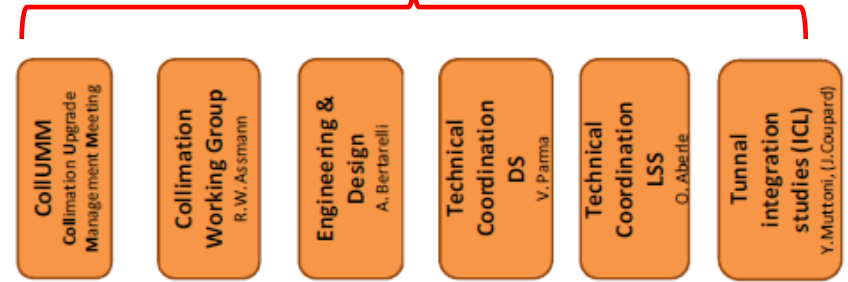 CollUMM
Collimation Upgrade
Management Meeting
Collimation
Working Group
R.W. Assmann
Engineering &
Design
A. Bertarelli
Technical
Coordination
DS
V. Parma
Technical
Coordination
LSS
O. Aberle
Tunnal
integration
studies (ICL)
Y.Muttoni, (J.Coupard)